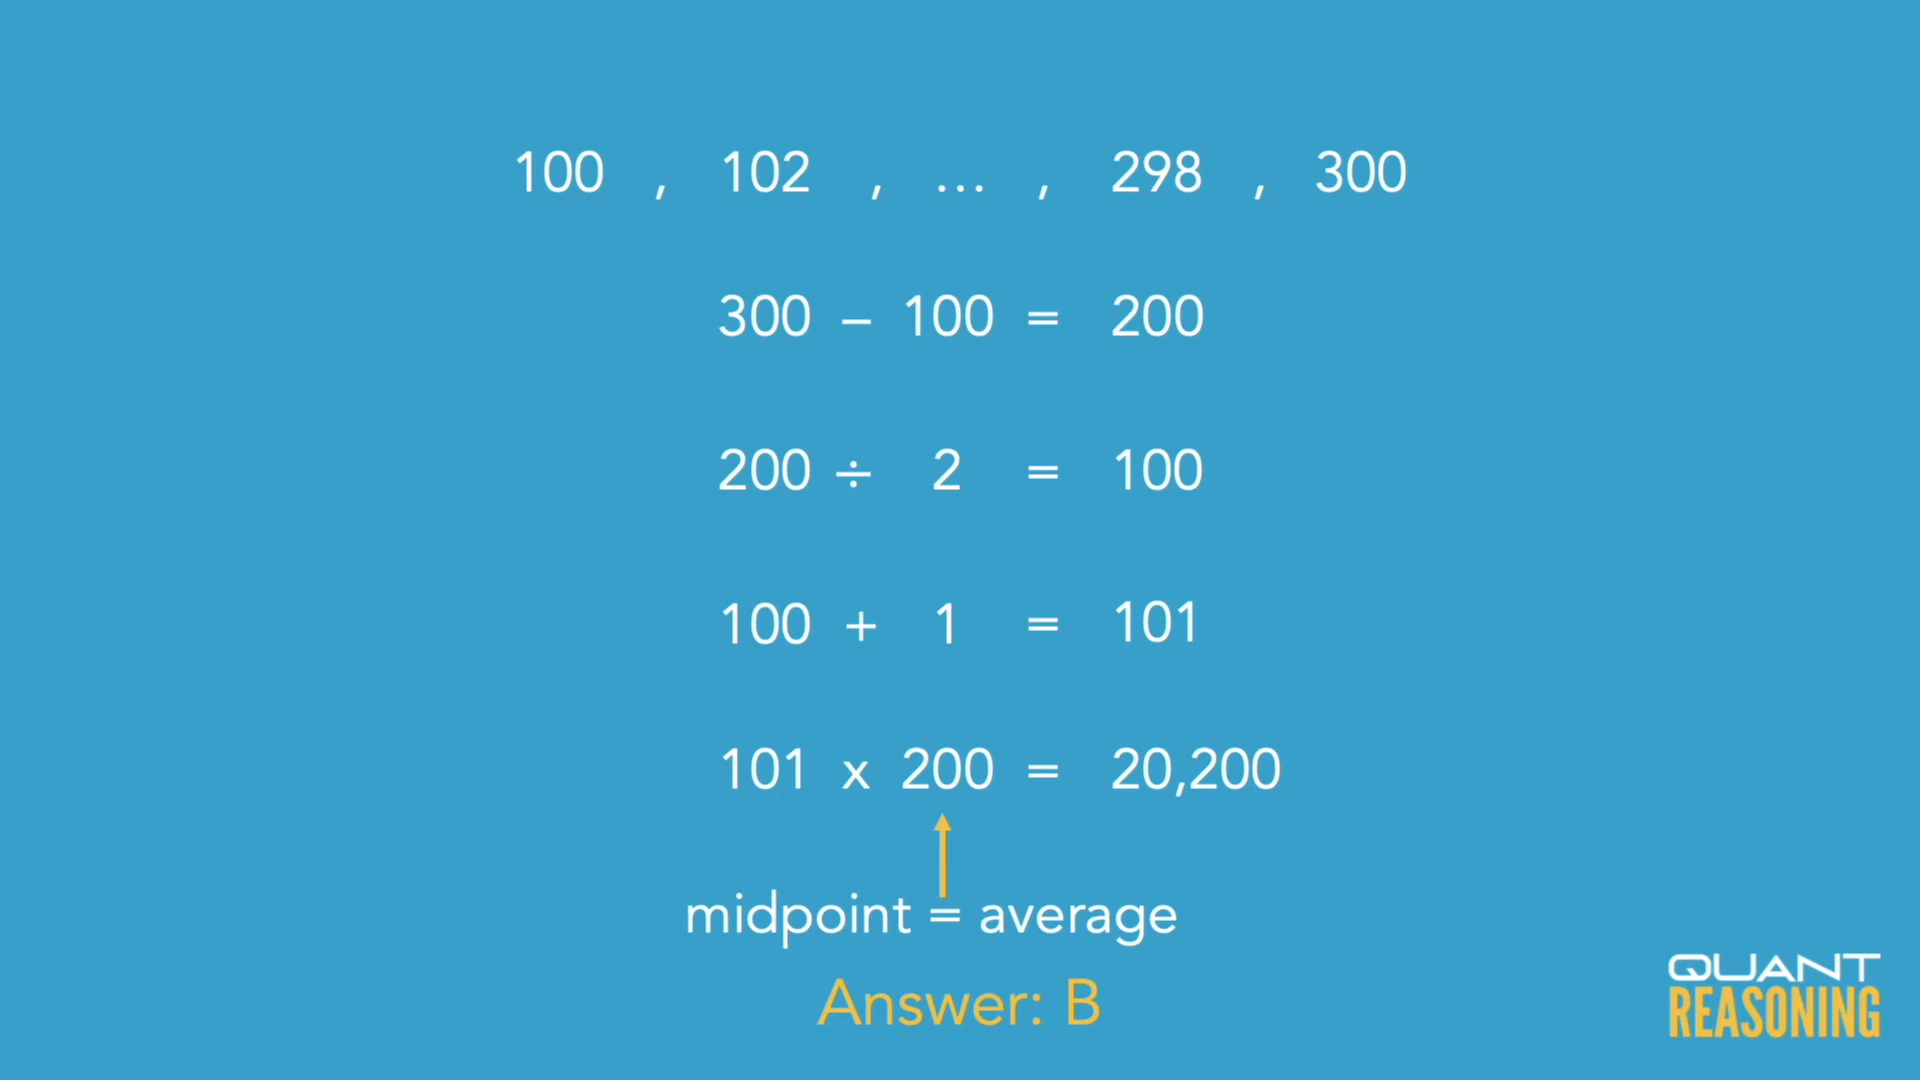 100 , 102 , ... , 298 , 300
300 – 100 = 200
200 ÷ 2 = 100
100 + 1 = 101
101 x 200 = 20,200
midpoint = average
Answer: B
QUANT
REASONING